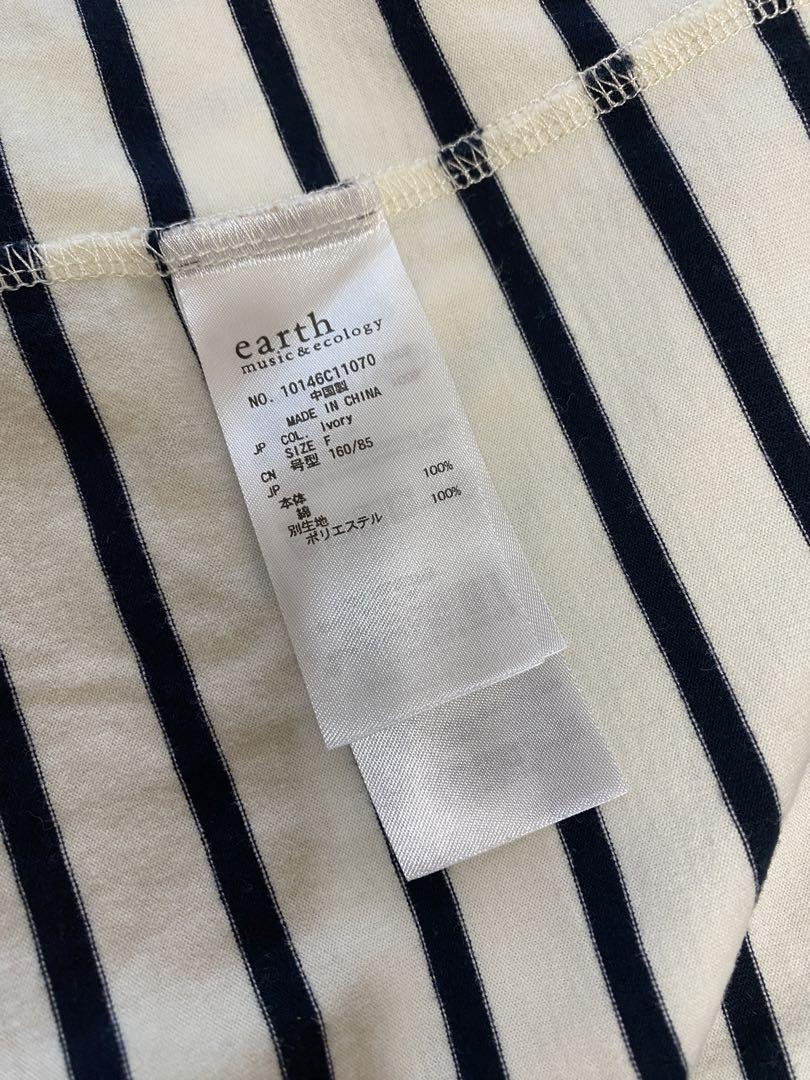 earth
music & ecology
NO. 10146C11070
中国製
MADE IN CHINA
JP COL. Ivory
SIZE F
CN 号型 160/85
JP
本体
綿 100%
別生地
ポリエステル 100%